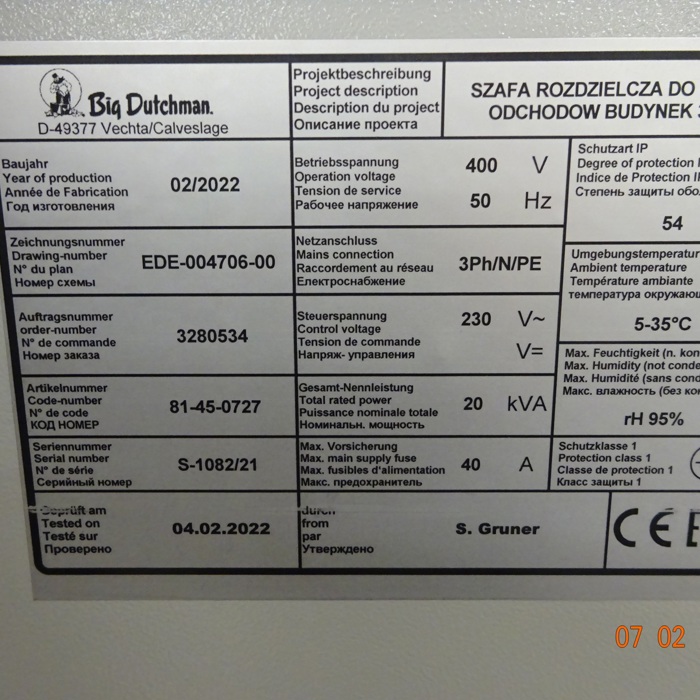 Big Dutchman.
D-49377 Vechta/Calveslage
Projektbeschreibung
Project description
Description du project
Описание проекта
SZAFA ROZDZIELCZA DO
ODCHODOW BUDYNEK
Baujahr
Year of production
Année de Fabrication
Год изготовления
02/2022
Betriebsspannung
Operation voltage
Tension de service
Рабочее напряжение
400 V
50 Hz
Schutzart IP
Degree of protection
Indice de Protection
Степень защиты
54
Zeichnungsnummer
Drawing-number
N° du plan
Номер схемы
EDE-004706-00
Netzanschluss
Mains connection
Raccordement au réseau
Електроснабжение
3Ph/N/PE
Umgebungstemperatur
Ambient temperature
Température ambiante
температура
5-35°C
Auftragsnummer
order-number
N° de commande
Номер заказа
3280534
Steuerspannung
Control voltage
Tension de commande
Напряж- управления
230 V~
V=
Max. Feuchtigkeit (n. kon
Max. Humidity (not conde
Max. Humidité (sans cond
Макс. влажность (без ко
rH 95%
Artikelnummer
Code-number
N° de code
КОД НОМЕР
81-45-0727
Gesamt-Nennleistung
Total rated power
Puissance nominale totale
Номинальн. мощность
20 kVA
Seriennummer
Serial number
N° de série
Серийный номер
S-1082/21
Max. Vorsicherung
Max. main supply fuse
Max. fusibles d'alimentation
Макс. предохранитель
40 A
Schutzklasse 1
Protection class 1
Classe de protection 1
Класс защиты 1
Geprüft am
Tested on
Testé sur
Проверено
04.02.2022
durch
from
par
Утверждено
S. Gruner
CE
07 02